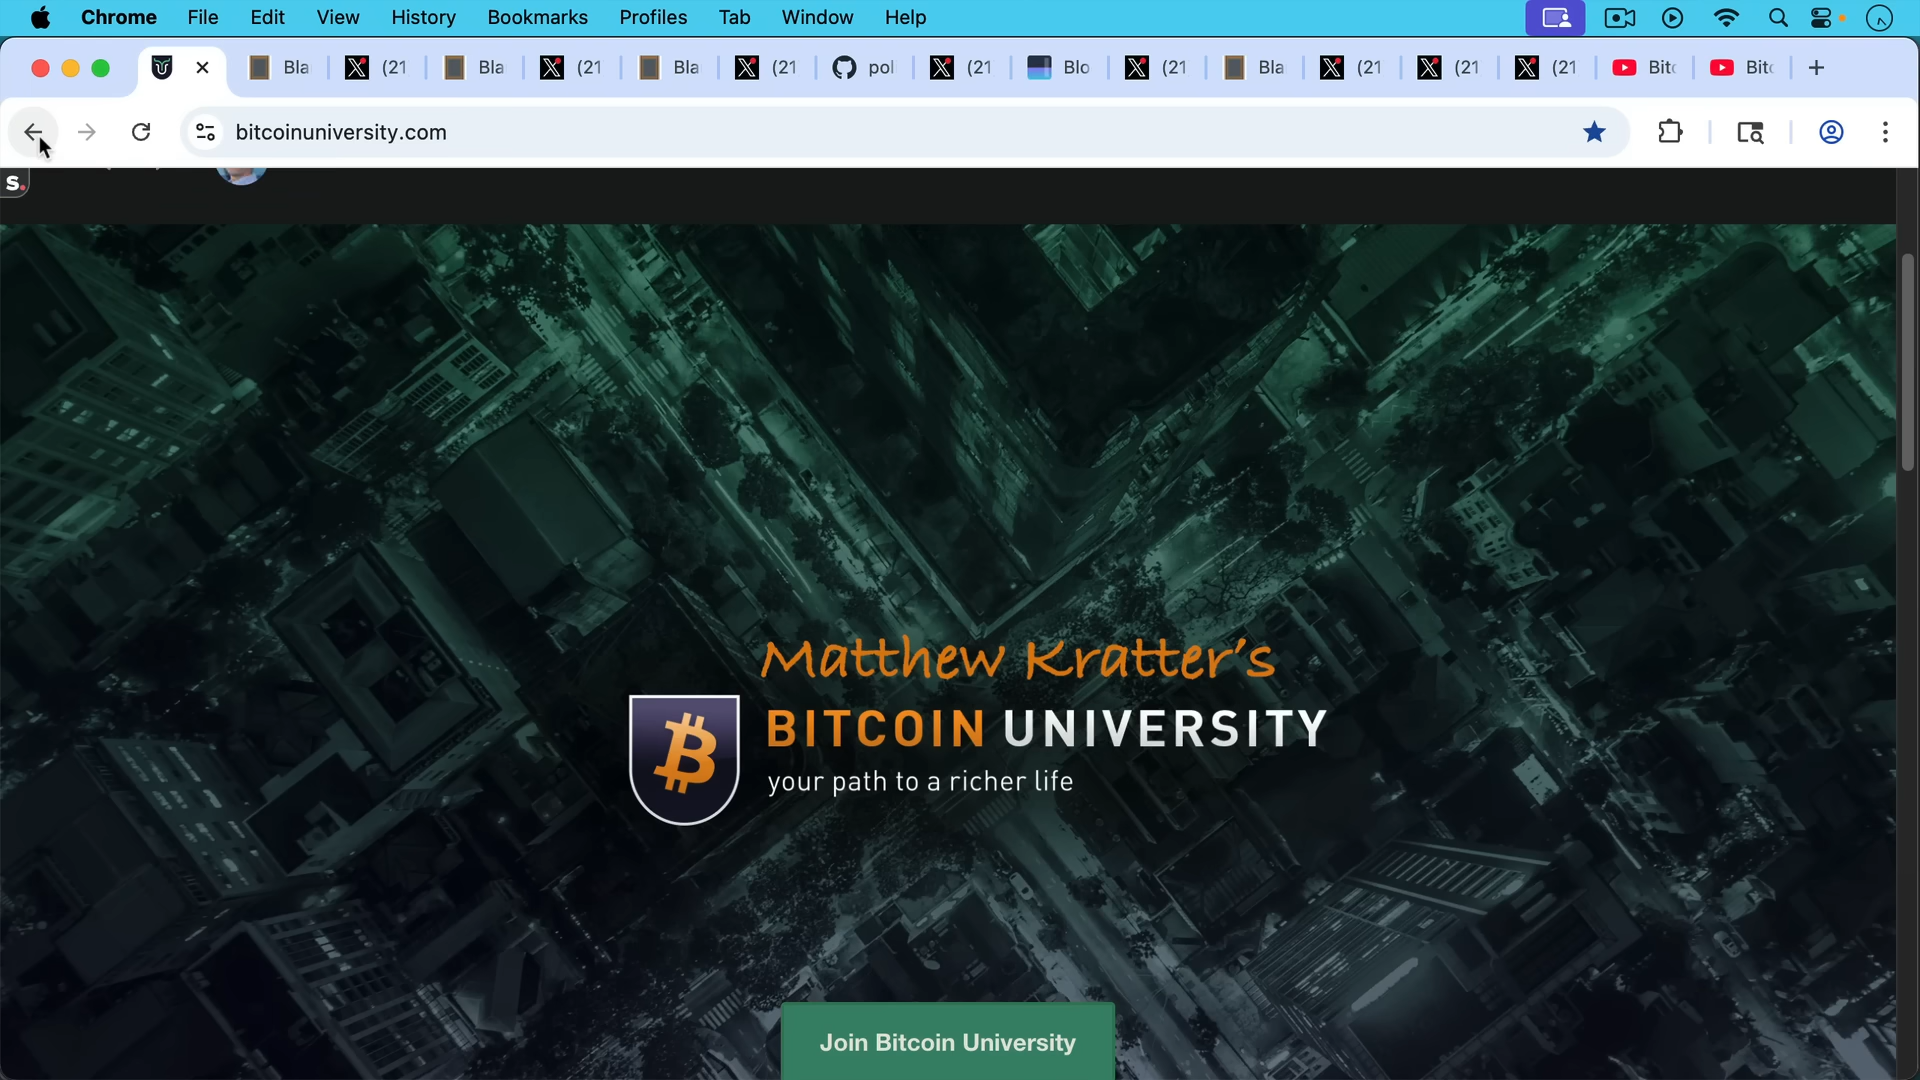 Chrome File Edit View History Bookmarks Profiles Tab Window Help
Bla (21 Bla (21 Bla (21 pol (21 Blo (21 Bla (21 (21 (21 Bitc Bitc
bitcoinuniversity.com
s.
Matthew Kratter's
BITCOIN UNIVERSITY
your path to a richer life
Join Bitcoin University